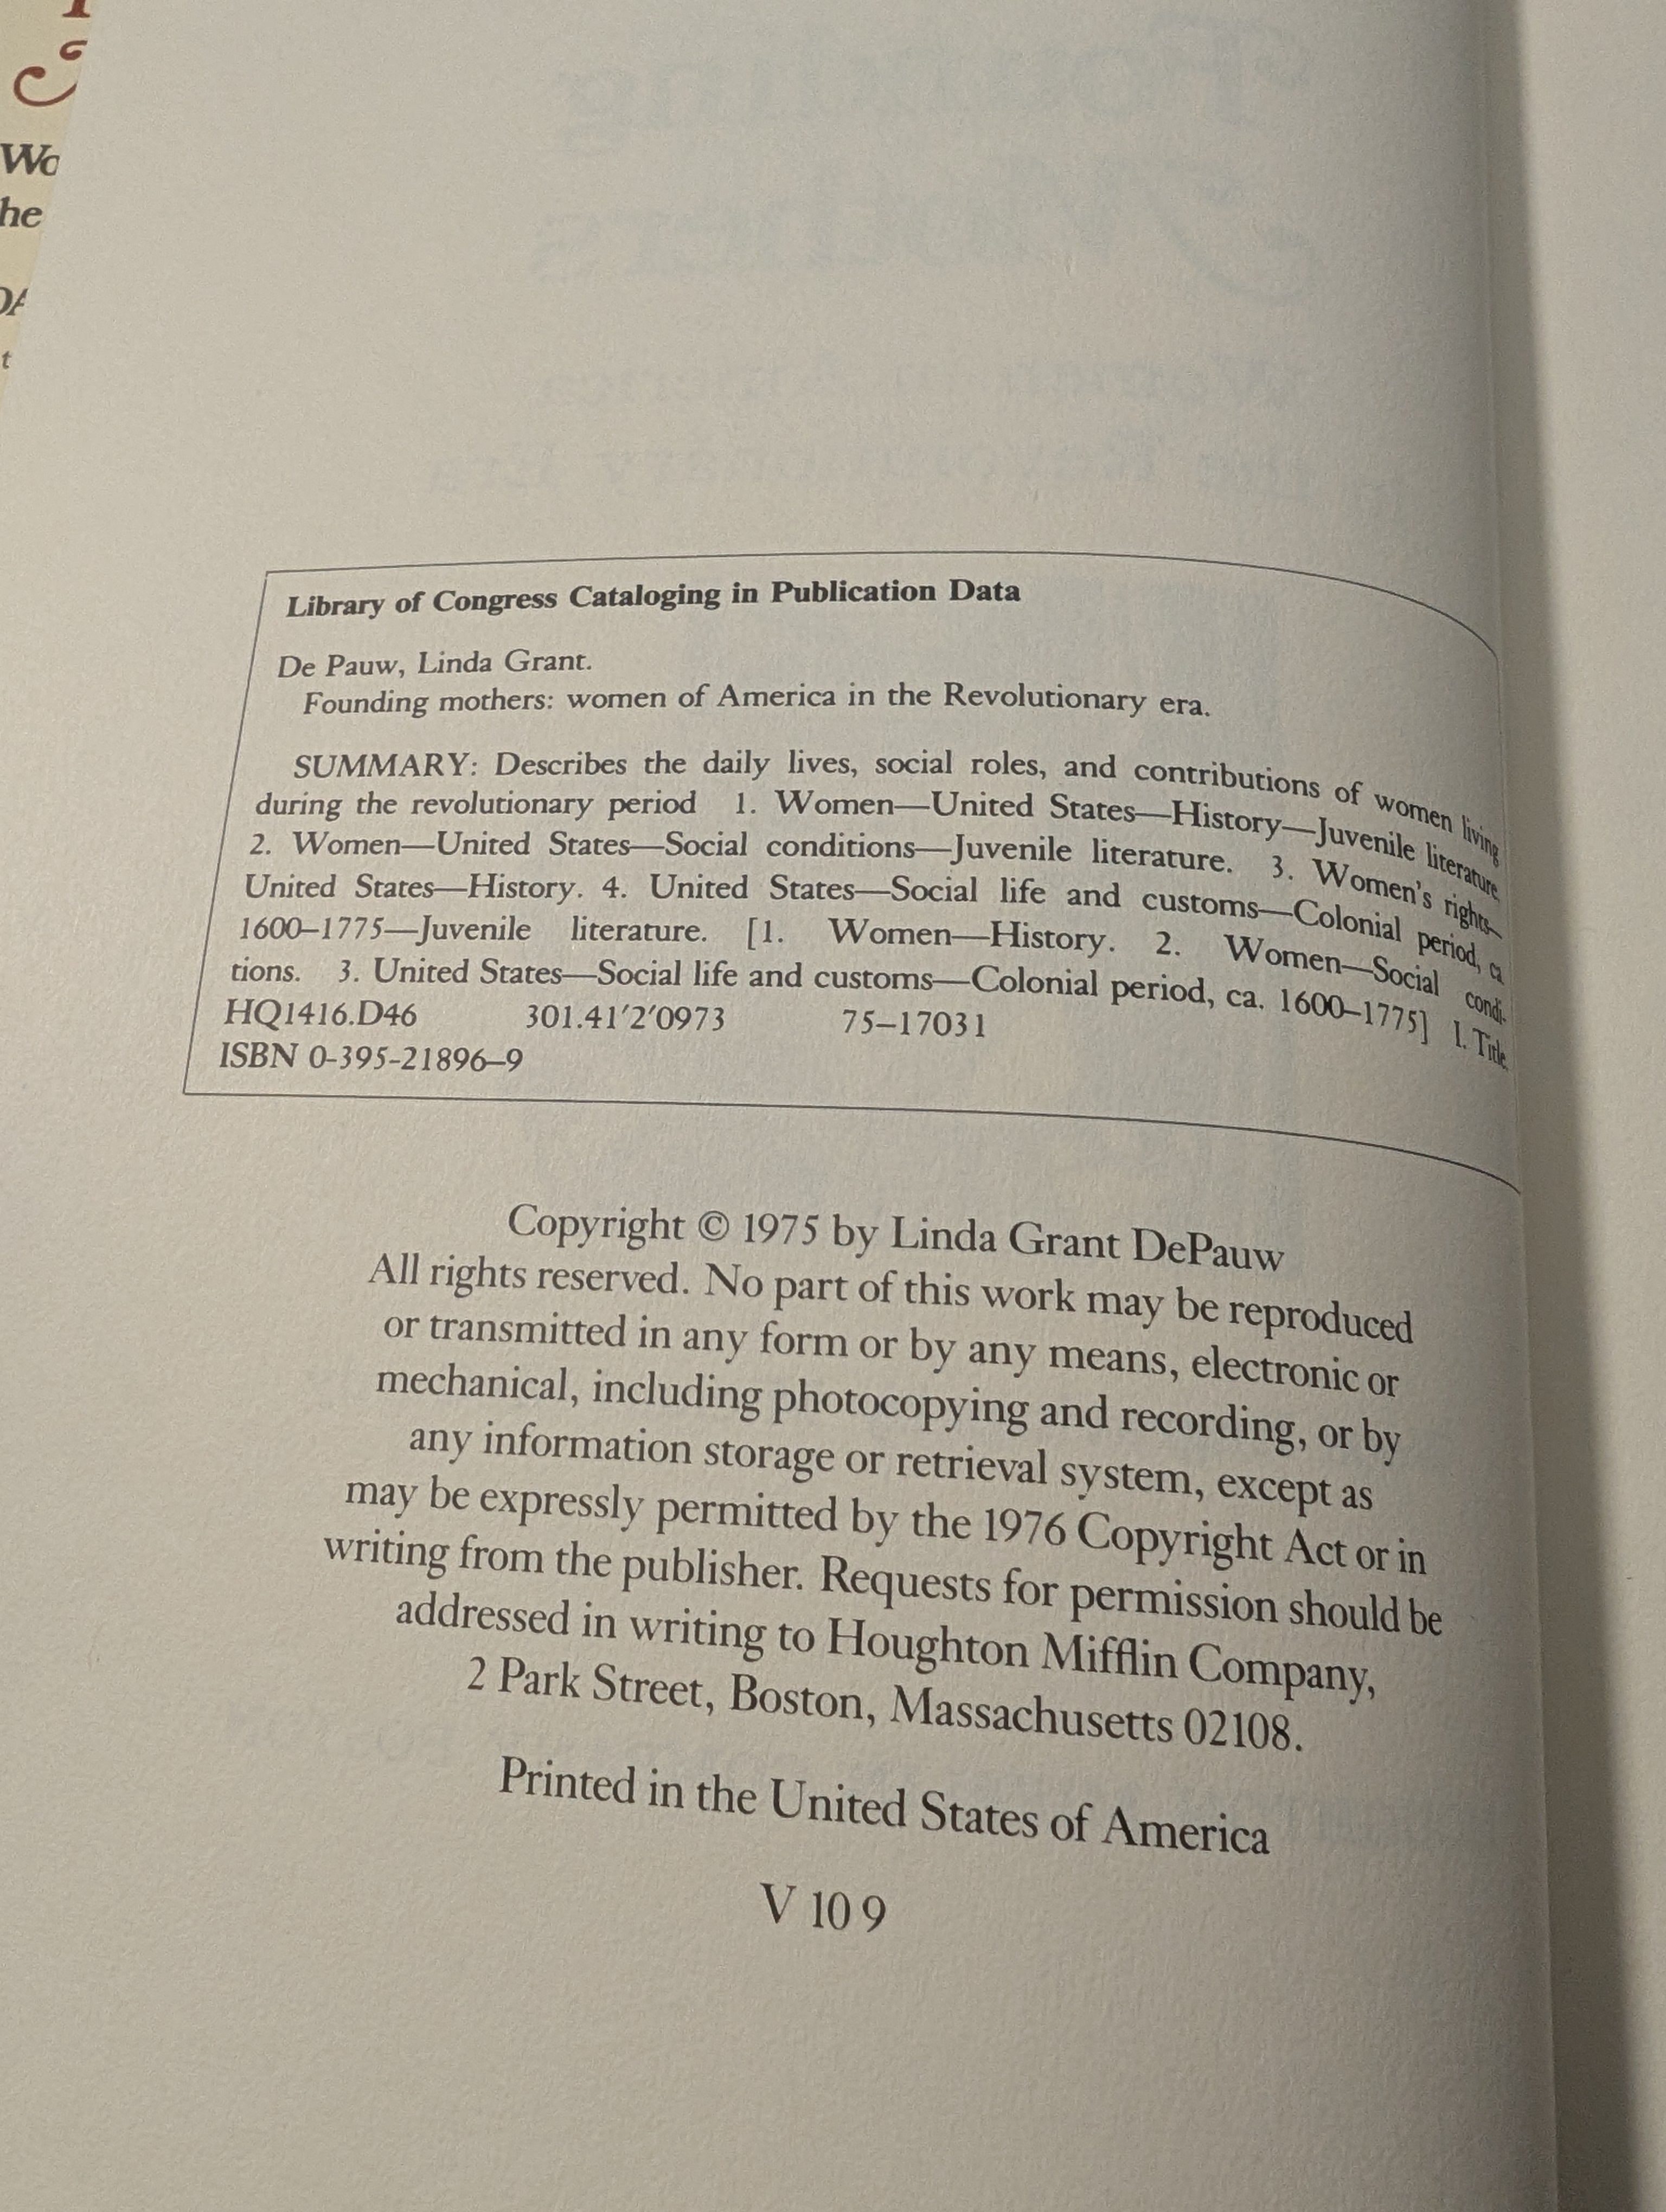 Wo
he
DA
t
Library of Congress Cataloging in Publication Data
De Pauw, Linda Grant.
Founding mothers: women of America in the Revolutionary era.
SUMMARY: Describes the daily lives, social roles, and contributions of women living
during the revolutionary period 1. Women—United States—History—Juvenile literature.
2. Women—United States—Social conditions—Juvenile literature. 3. Women's rights—
United States—History. 4. United States—Social life and customs—Colonial period, ca
1600–1775—Juvenile literature. [1. Women—History. 2. Women—Social condi-
tions. 3. United States—Social life and customs—Colonial period, ca. 1600–1775] I. Title.
HQ1416.D46 301.41′2′0973 75–17031
ISBN 0-395-21896–9
Copyright © 1975 by Linda Grant DePauw
All rights reserved. No part of this work may be reproduced
or transmitted in any form or by any means, electronic or
mechanical, including photocopying and recording, or by
any information storage or retrieval system, except as
may be expressly permitted by the 1976 Copyright Act or in
writing from the publisher. Requests for permission should be
addressed in writing to Houghton Mifflin Company,
2 Park Street, Boston, Massachusetts 02108.
Printed in the United States of America
V 10 9